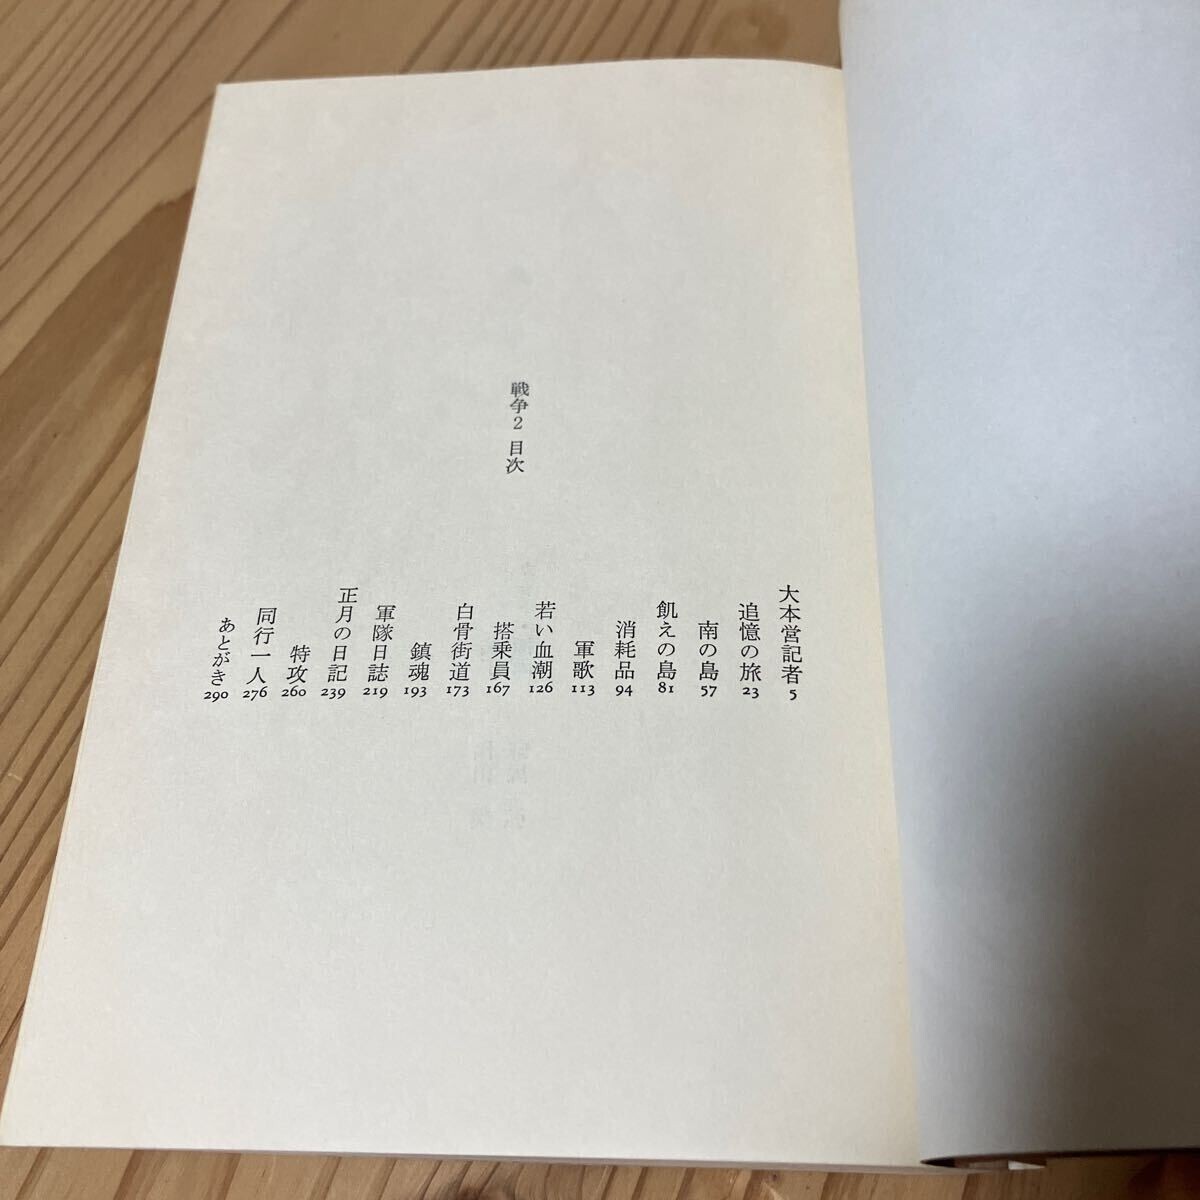 戦争2 目次
大本営記者 5
追憶の旅 23
南の島 57
飢えの島 81
消耗品 94
軍歌 113
若い血潮 126
搭乗員 167
白骨街道 173
鎮魂 193
軍隊日誌 219
正月の日記 239
特攻 260
同行一人 276
あとがき 290